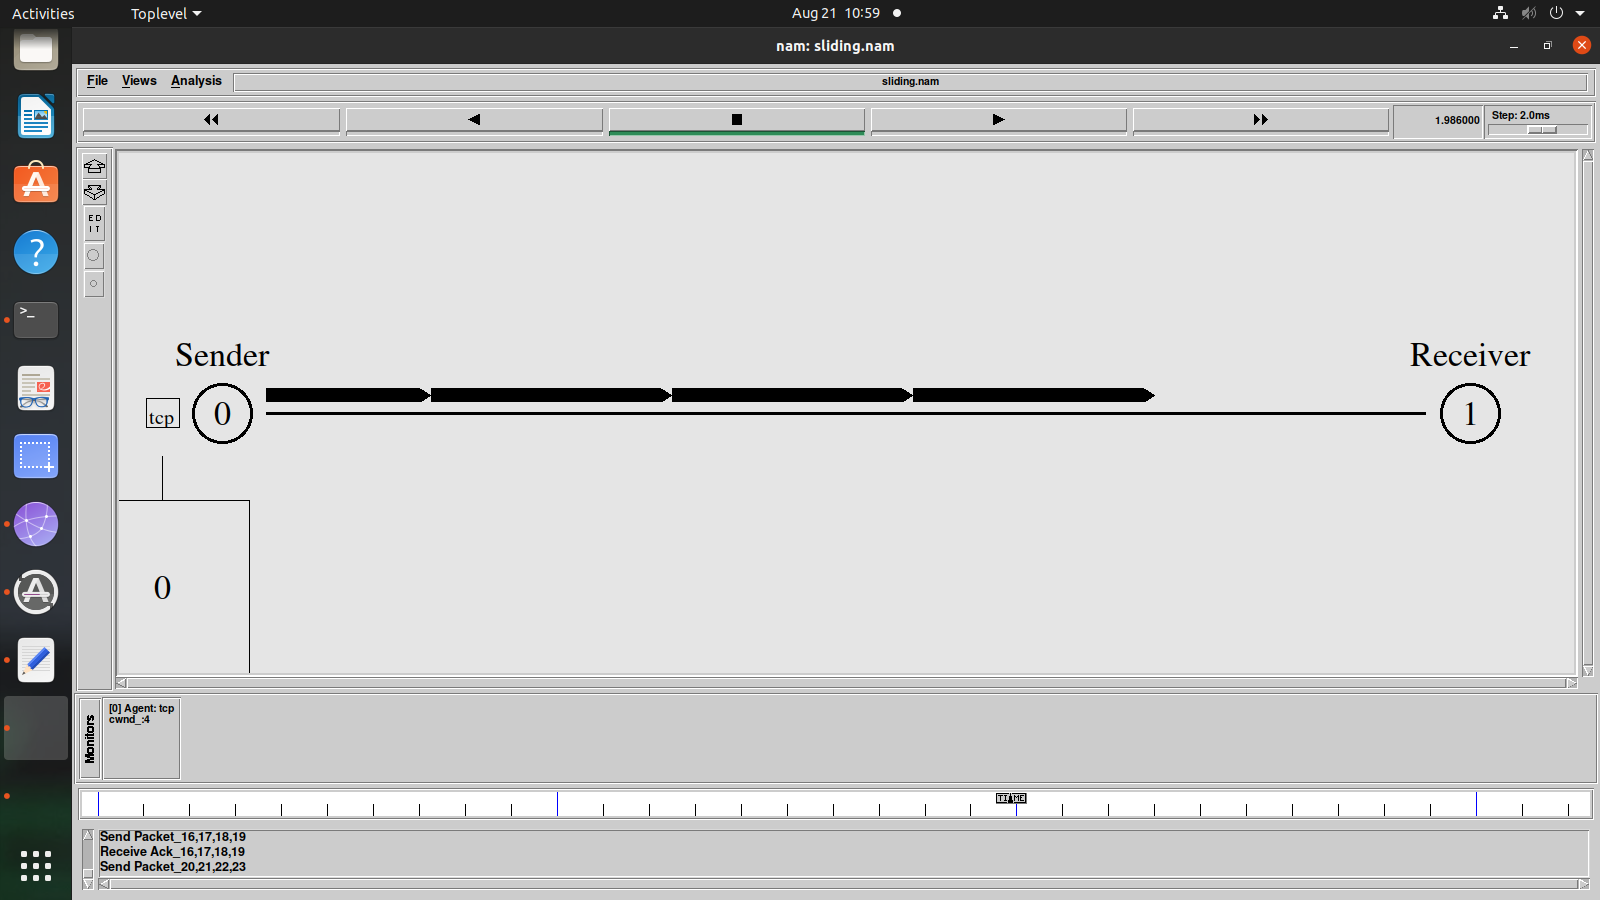 Activities
Toplevel
Aug 21 10:59
nam: sliding.nam
File Views Analysis
sliding.nam
1.986000
Step: 2.0ms
ED
IT
Sender
Receiver
tcp
0
1
0
Monitors
[0] Agent: tcp
cwnd_:4
TIME
Send Packet_16,17,18,19
Receive Ack_16,17,18,19
Send Packet_20,21,22,23